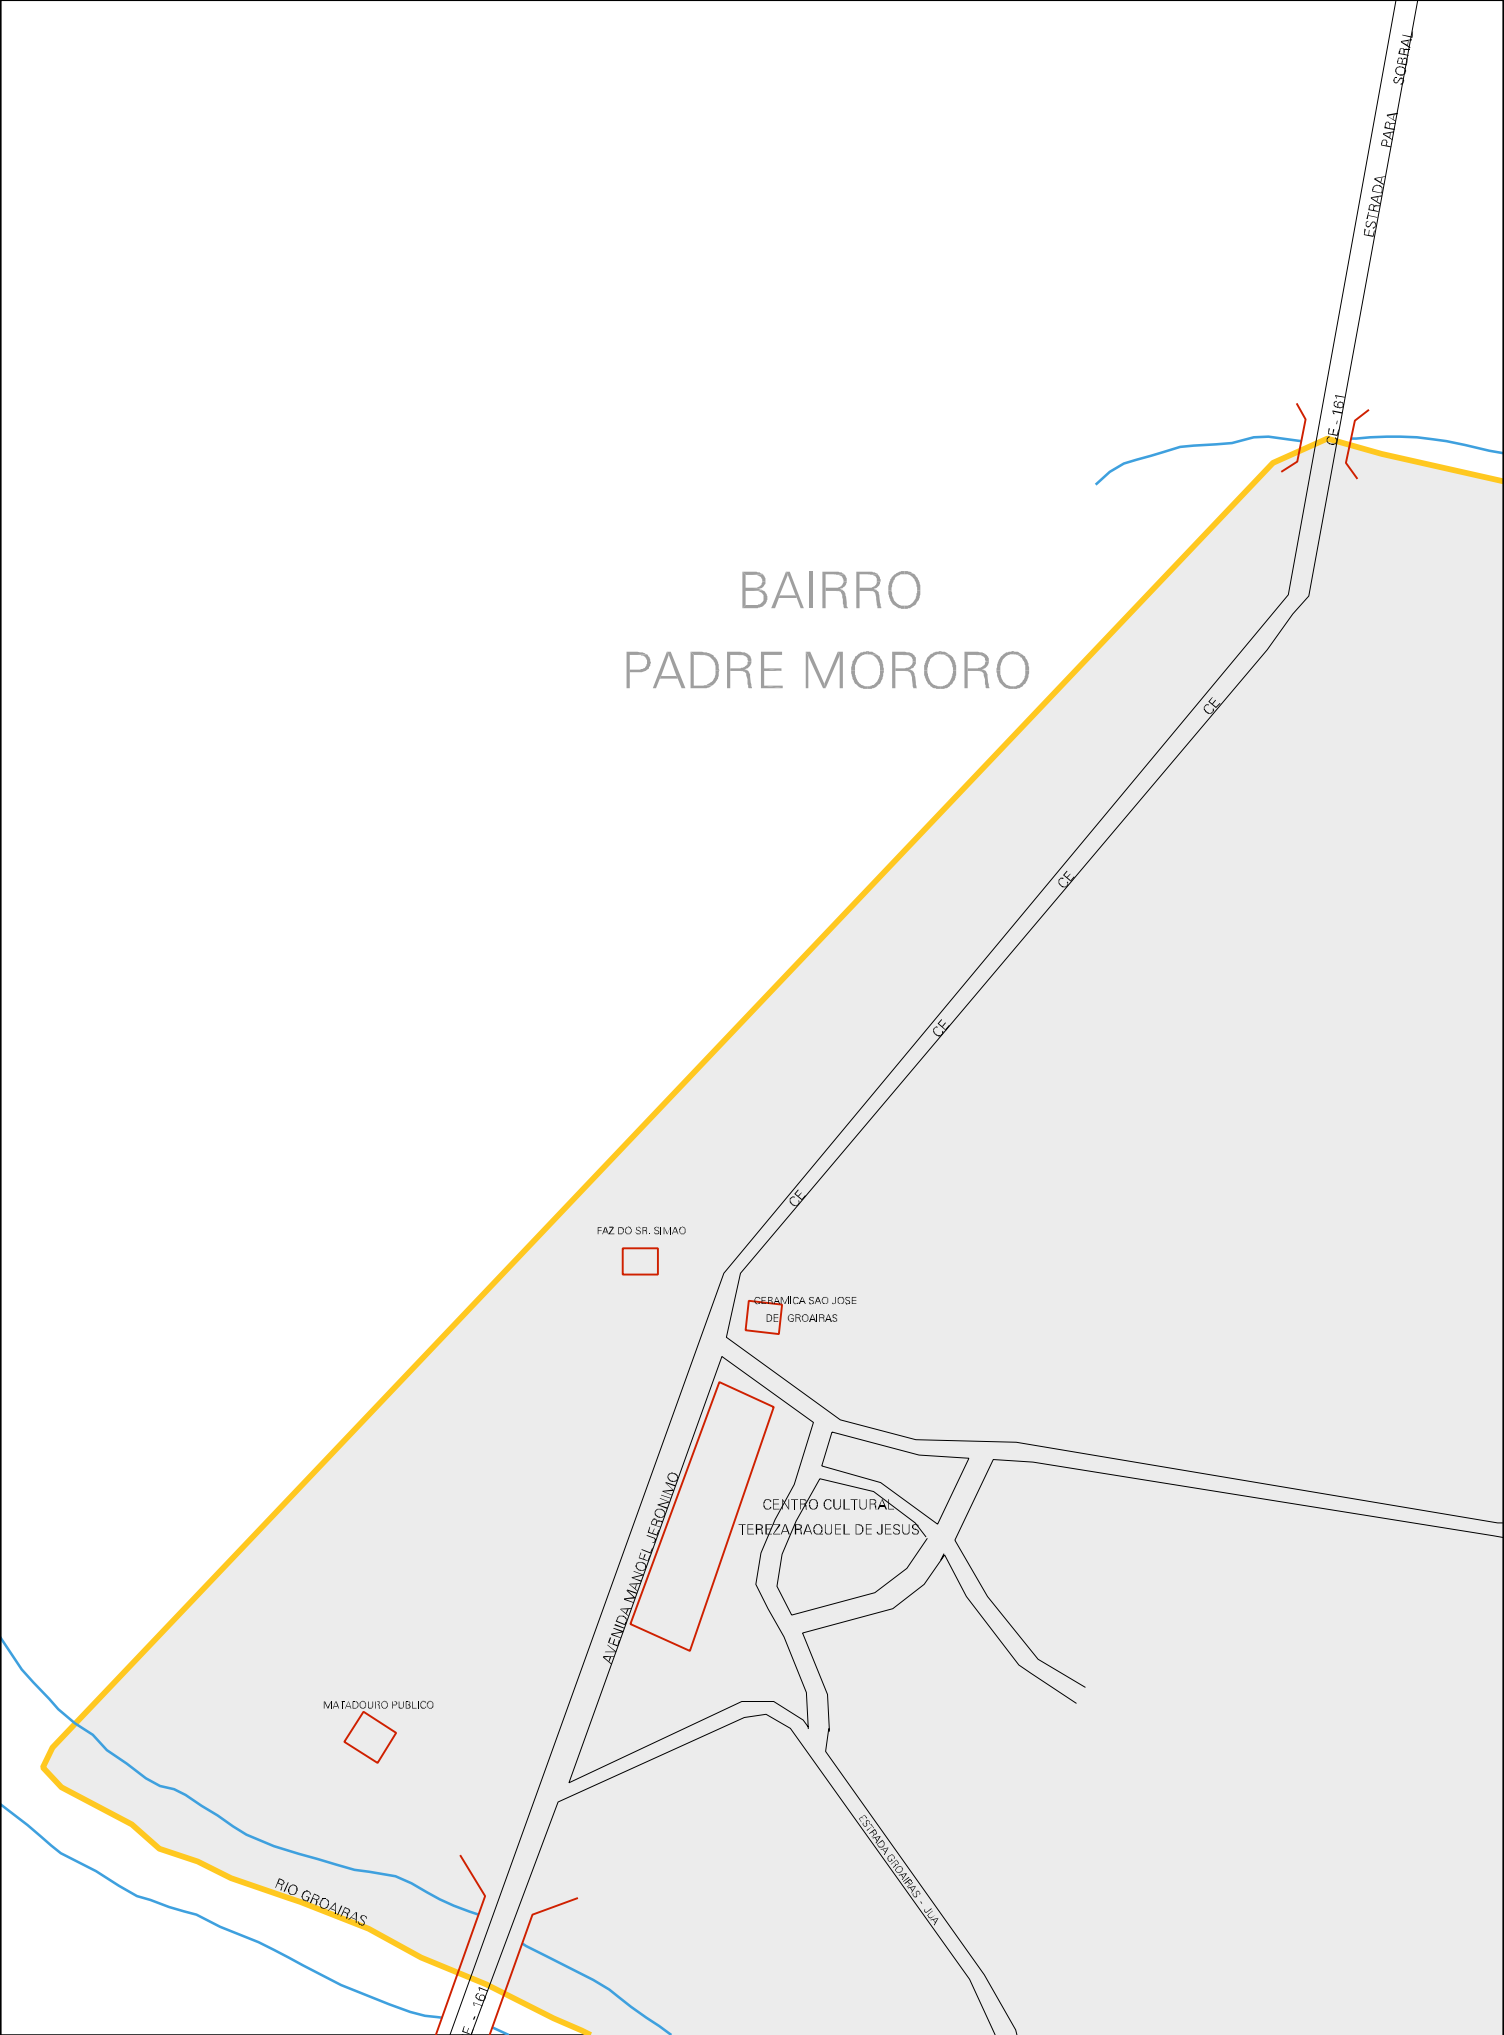 ESTRADA PARA SOBRAL
CE - 161
BAIRRO
PADRE MORORO
CE
CE
CE
CE
FAZ DO SR. SIMAO
CERAMICA SAO JOSE
DE GROAIRAS
AVENIDA MANOEL JERONIMO
CENTRO CULTURAL
TEREZA RAQUEL DE JESUS
MATADOURO PUBLICO
ESTRADA GROAIRAS - JUA
RIO GROAIRAS
E - 161